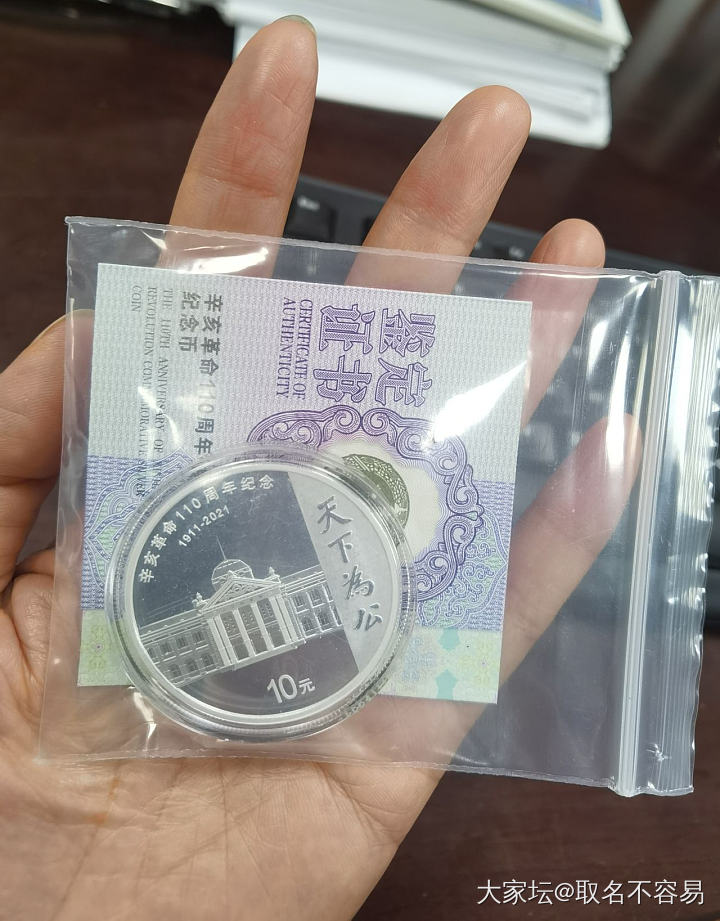 鉴定
证书
CERTIFICATE OF
AUTHENTICITY
辛亥革命110周年
纪念币
THE 110TH ANNIVERSARY OF
REVOLUTION COMMEMORATIVE
COIN
辛亥革命110周年纪念
1911-2021
天下为公
10元
大家坛@取名不容易